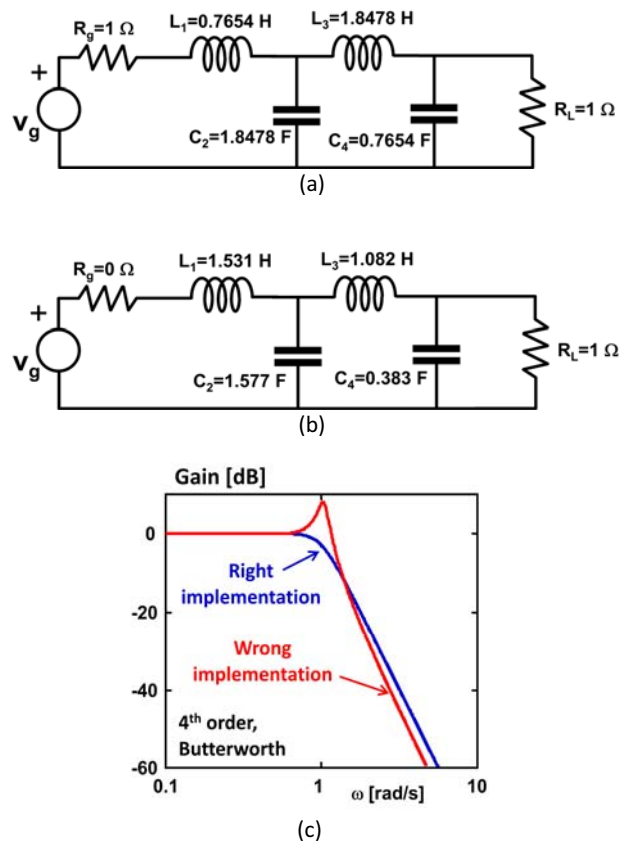 R_g=1 Ω
L_1=0.7654 H
L_3=1.8478 H
+
v_g
C_2=1.8478 F
C_4=0.7654 F
R_L=1 Ω
(a)
R_g=0 Ω
L_1=1.531 H
L_3=1.082 H
+
v_g
C_2=1.577 F
C_4=0.383 F
R_L=1 Ω
(b)
Gain [dB]
0
-20
-40
-60
Right
implementation
Wrong
implementation
4th order,
Butterworth
0.1
1
10
ω [rad/s]
(c)